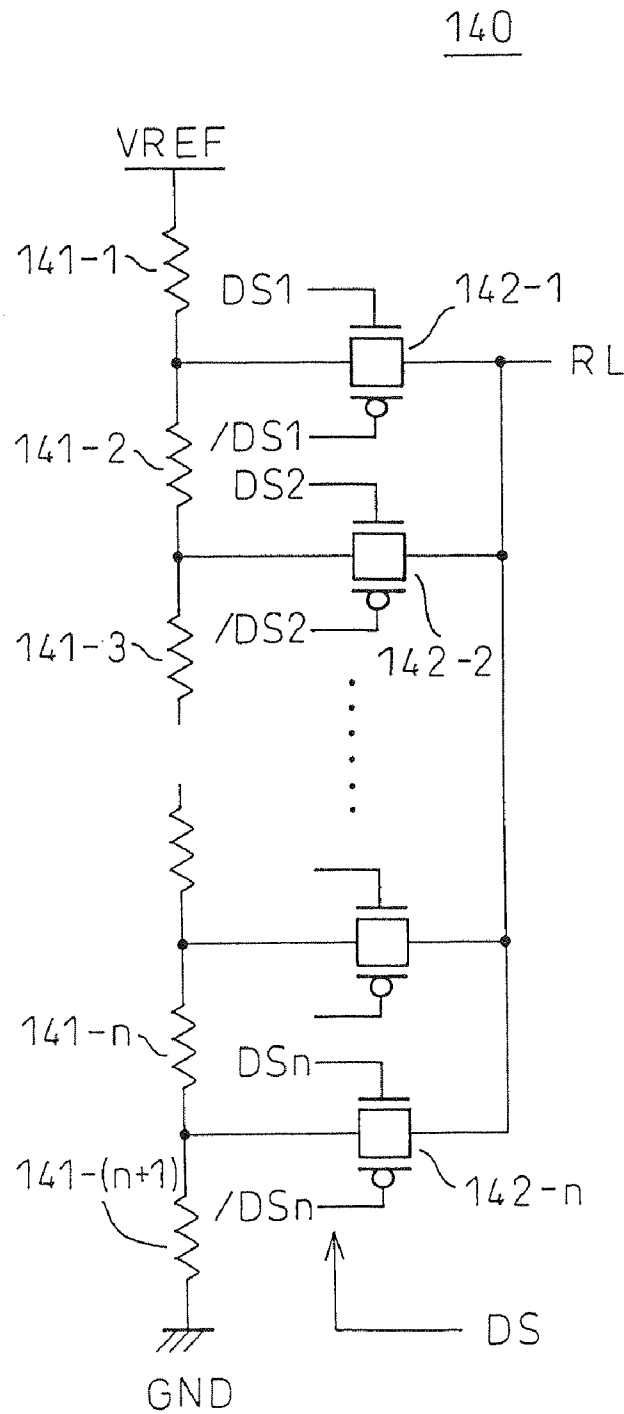 140
VREF
141-1
DS1
142-1
RL
/DS1
141-2
DS2
/DS2
142-2
141-3
141-n
DSn
141-(n+1)
/DSn
142-n
DS
GND